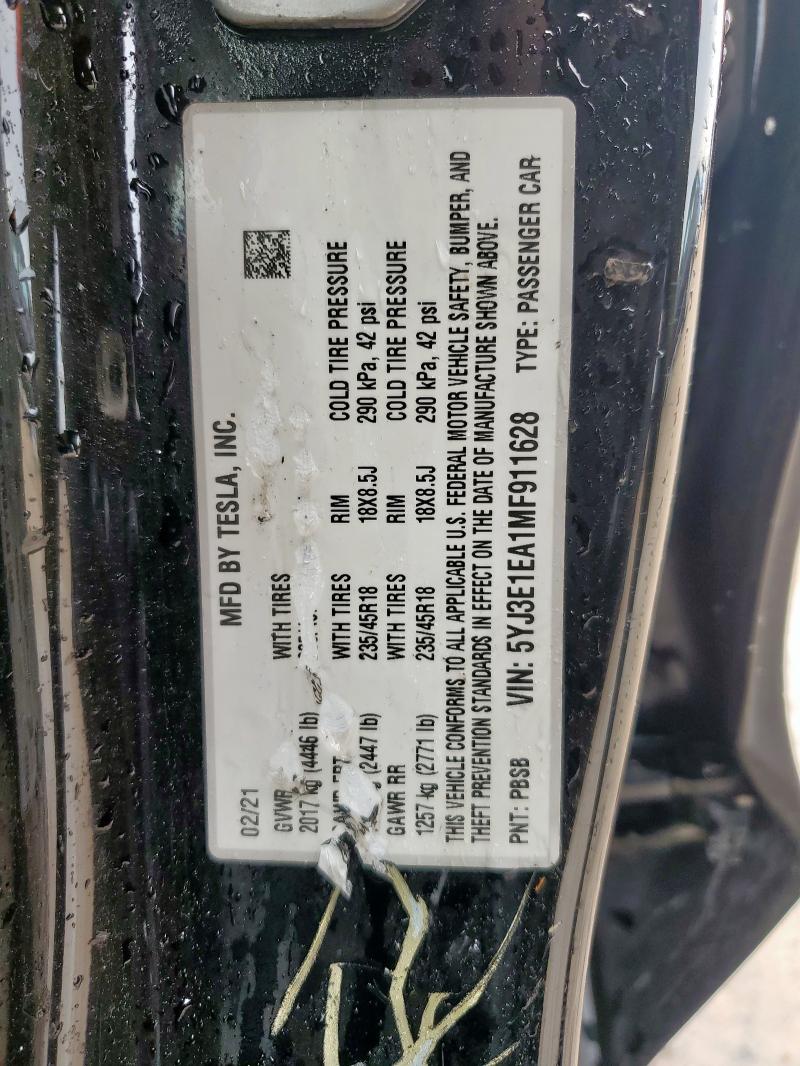 MFD BY TESLA, INC.
02/21
GVWR WITH TIRES
2017 kg (4446 lb)
WITH TIRES RIM COLD TIRE PRESSURE
(2447 lb) 235/45R18 18X8.5J 290 kPa, 42 psi
GAWR RR WITH TIRES RIM COLD TIRE PRESSURE
1257 kg (2771 lb) 235/45R18 18X8.5J 290 kPa, 42 psi
THIS VEHICLE CONFORMS TO ALL APPLICABLE U.S. FEDERAL MOTOR VEHICLE SAFETY, BUMPER, AND
THEFT PREVENTION STANDARDS IN EFFECT ON THE DATE OF MANUFACTURE SHOWN ABOVE.
PNT: PBSB VIN: 5YJ3E1EA1MF911628 TYPE: PASSENGER CAR